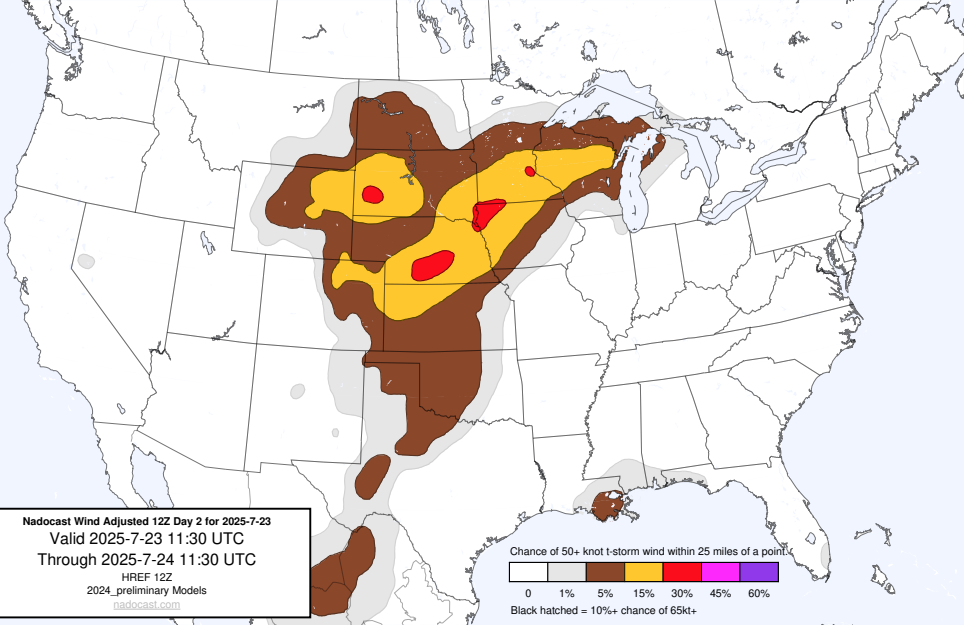 Nadocast Wind Adjusted 12Z Day 2 for 2025-7-23
Valid 2025-7-23 11:30 UTC
Through 2025-7-24 11:30 UTC
HREF 12Z
2024_preliminary Models
nadocast.com
Chance of 50+ knot t-storm wind within 25 miles of a point.
0 1% 5% 15% 30% 45% 60%
Black hatched = 10%+ chance of 65kt+